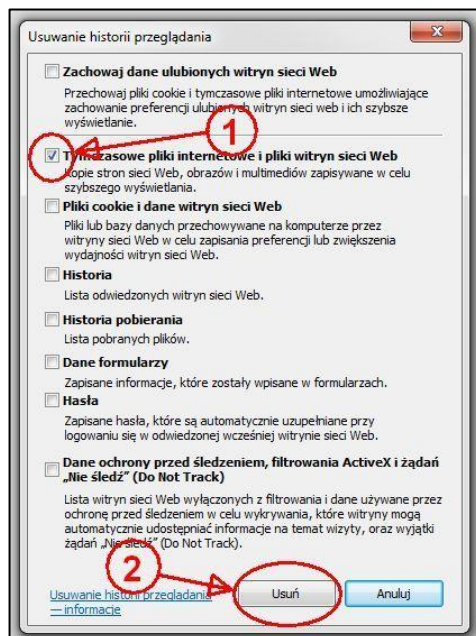 Usuwanie historii przeglądania
Zachowaj dane ulubionych witryn sieci Web
Przechowaj pliki cookie i tymczasowe pliki internetowe umożliwiające
zachowanie preferencji ulubionych witryn sieci web i ich szybsze
wyświetlanie.
1
Tymczasowe pliki internetowe i pliki witryn sieci Web
Kopie stron sieci Web, obrazów i multimediów zapisywane w celu
szybszego wyświetlania.
Pliki cookie i dane witryn sieci Web
Pliki lub bazy danych przechowywane na komputerze przez
witryny sieci Web w celu zapisania preferencji lub zwiększenia
wydajności witryn sieci Web.
Historia
Lista odwiedzonych witryn sieci Web.
Historia pobierania
Lista pobranych plików.
Dane formularzy
Zapisane informacje, które zostały wpisane w formularzach.
Hasła
Zapisane hasła, które są automatycznie uzupełniane przy
logowaniu się w odwiedzonej wcześniej witrynie sieci Web.
Dane ochrony przed śledzeniem, filtrowania ActiveX i żądań
„Nie śledź” (Do Not Track)
Lista witryn sieci Web wyłączonych z filtrowania i dane używane przez
ochronę przed śledzeniem w celu wykrywania, które witryny mogą
automatycznie udostępniać informacje na temat wizyty, oraz wyjątki
żądań „Nie śledź” (Do Not Track).
2
Usuwanie historii przeglądania
— informacje
Usuń
Anuluj